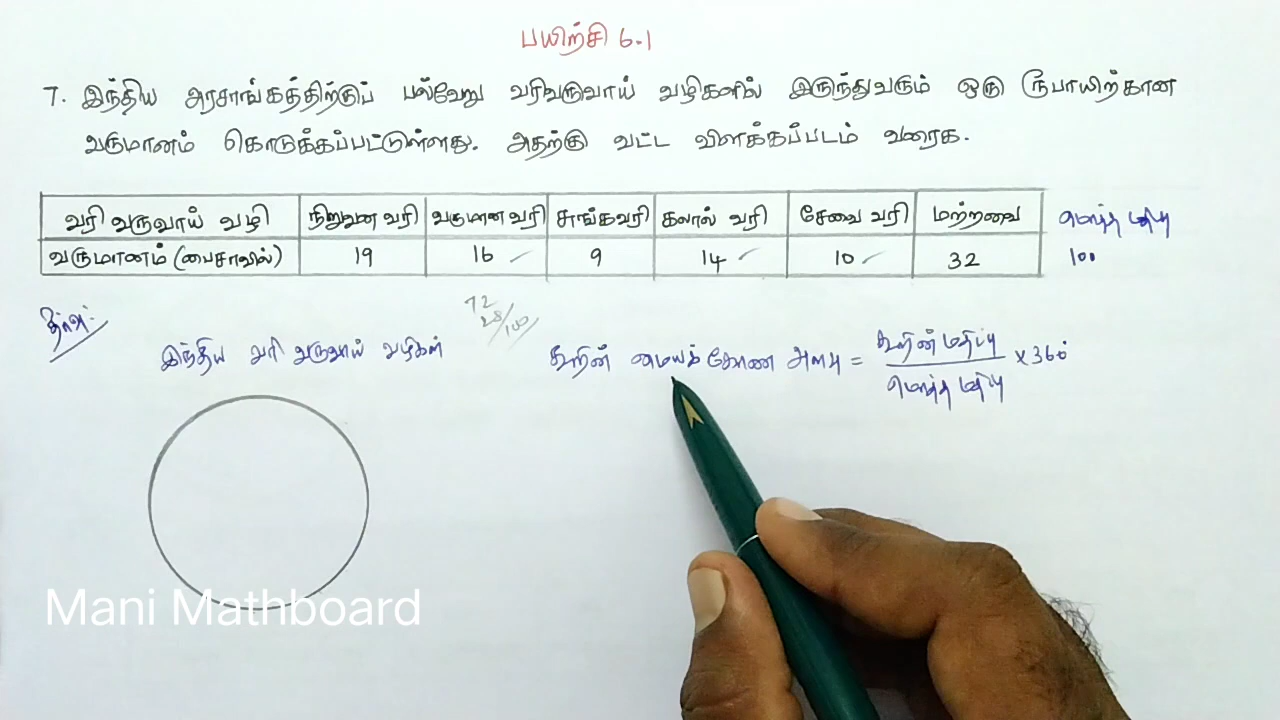 பயிற்சி 6.1
7. இந்திய அரசாங்கத்திற்குப் பல்வேறு வரிவருவாய் வழிகளில் இருந்துவரும் ஒரு ரூபாயிற்கான
வருமானம் கொடுக்கப்பட்டுள்ளது. அதற்கு வட்ட விளக்கப்படம் வரைக.
வரி வருவாய் வழி நிறுவன வரி வருமான வரி சுங்கவரி கலால் வரி சேவை வரி மற்றவை மொத்த மதிப்பு
வருமானம் (பைசாவில்) 19 16 9 14 10 32 100
தீர்வு:
72
28/100
இந்திய வரி வருவாய் வழிகள்
கூறின் மையக்கோண அளவு = கூறின் மதிப்பு / மொத்த மதிப்பு × 360°
Mani Mathboard